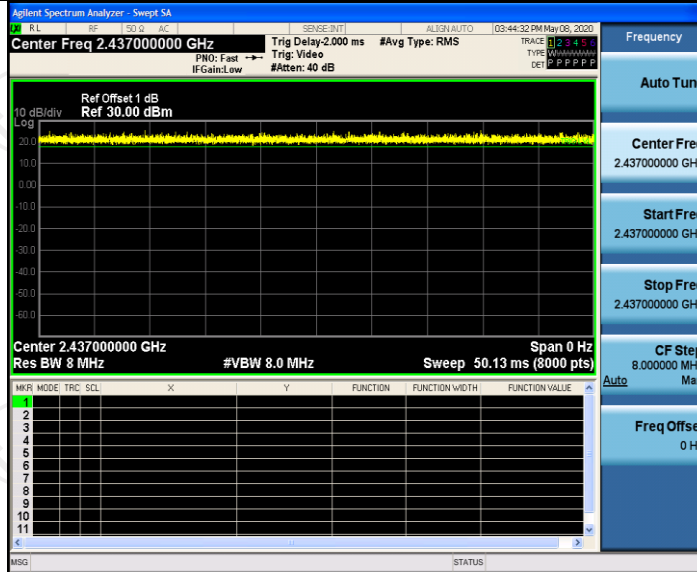 Agilent Spectrum Analyzer - Swept SA
RL RF 50 Ω AC SENSE:INT ALIGN AUTO 03:44:32 PM May 08, 2020
Center Freq 2.437000000 GHz
PNO: Fast
IFGain:Low
Trig Delay-2.000 ms
Trig: Video
#Atten: 40 dB
#Avg Type: RMS
TRACE 1 2 3 4 5 6
TYPE
DET P P P P P P
Ref Offset 1 dB
10 dB/div Ref 30.00 dBm
Log
20.0
10.0
0.00
-10.0
-20.0
-30.0
-40.0
-50.0
-60.0
Center 2.437000000 GHz Span 0 Hz
Res BW 8 MHz #VBW 8.0 MHz Sweep 50.13 ms (8000 pts)
MKR MODE TRC SCL X Y FUNCTION FUNCTION WIDTH FUNCTION VALUE
1
2
3
4
5
6
7
8
9
10
11
MSG STATUS
Frequency
Auto Tun
Center Fre
2.437000000 GH
Start Fre
2.437000000 GH
Stop Fre
2.437000000 GH
CF Step
8.000000 MH
Auto Ma
Freq Offse
0 H